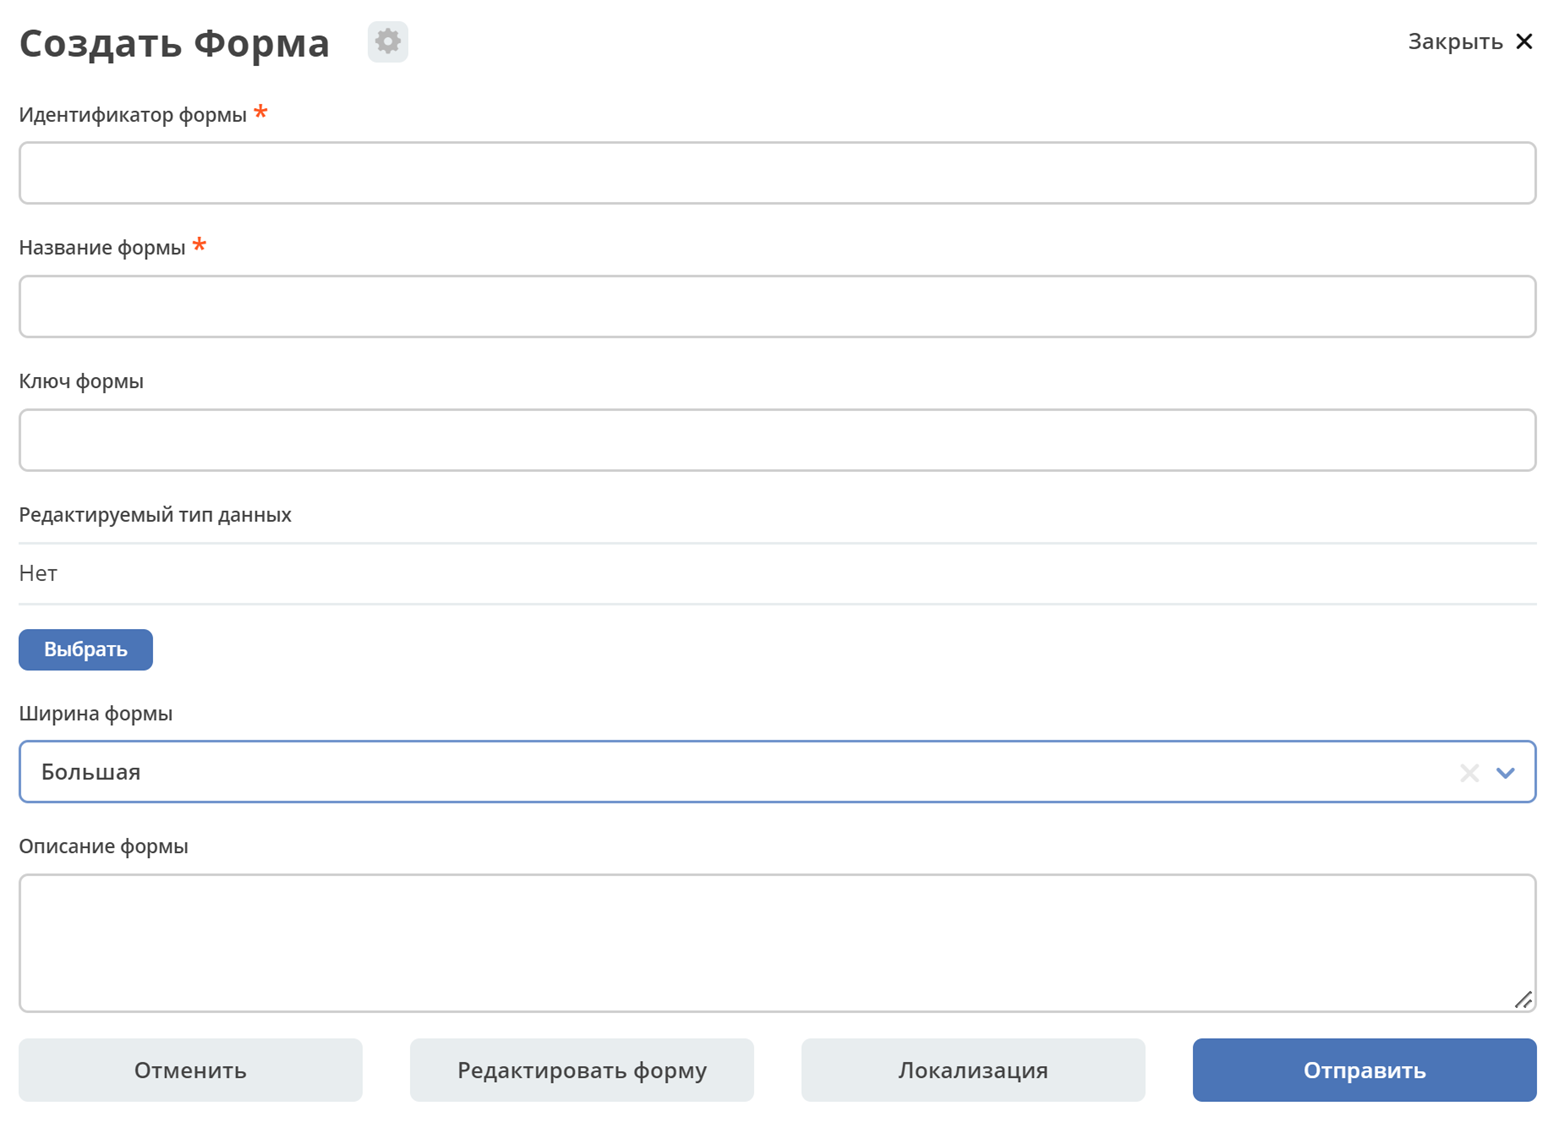 Создать Форма
Закрыть
Идентификатор формы *
Название формы *
Ключ формы
Редактируемый тип данных
Нет
Выбрать
Ширина формы
Большая
Описание формы
Отменить
Редактировать форму
Локализация
Отправить